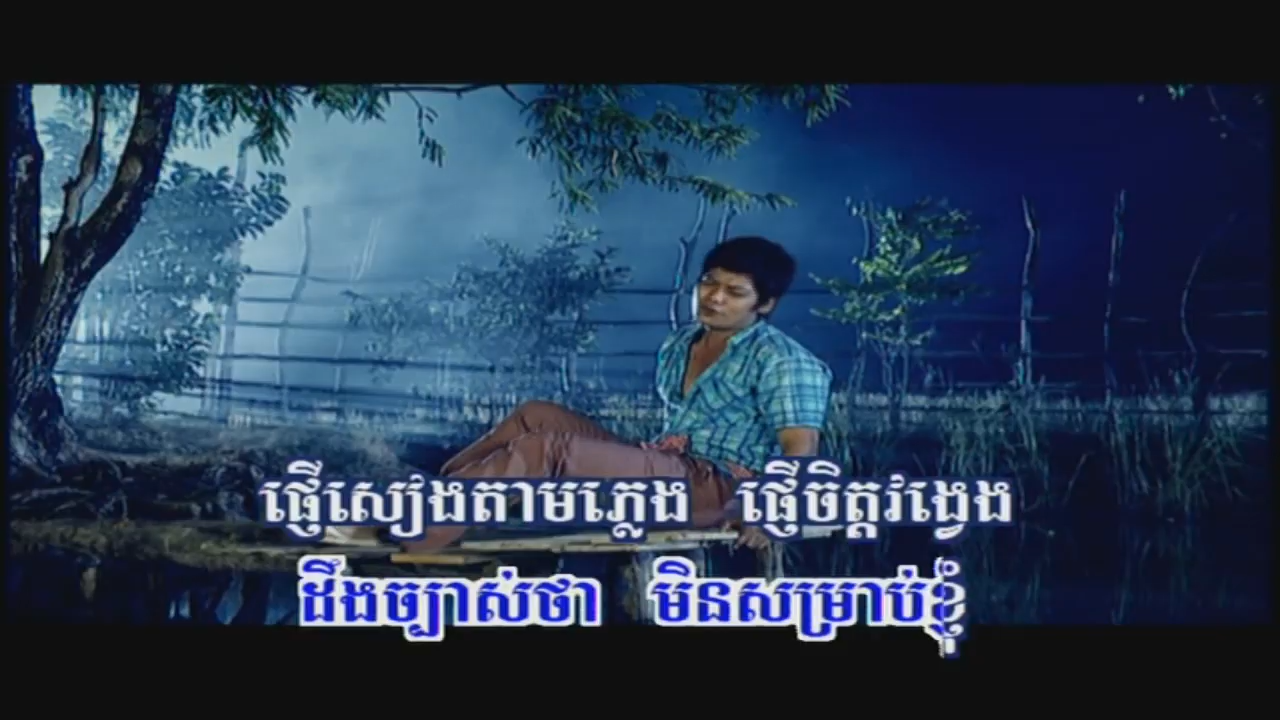 ផ្ញើសៀងតាមភ្លេង ផ្ញើចិត្តវង្វេង
ដឹងច្បាស់ថា មិនសម្រាប់ខ្ញុំ